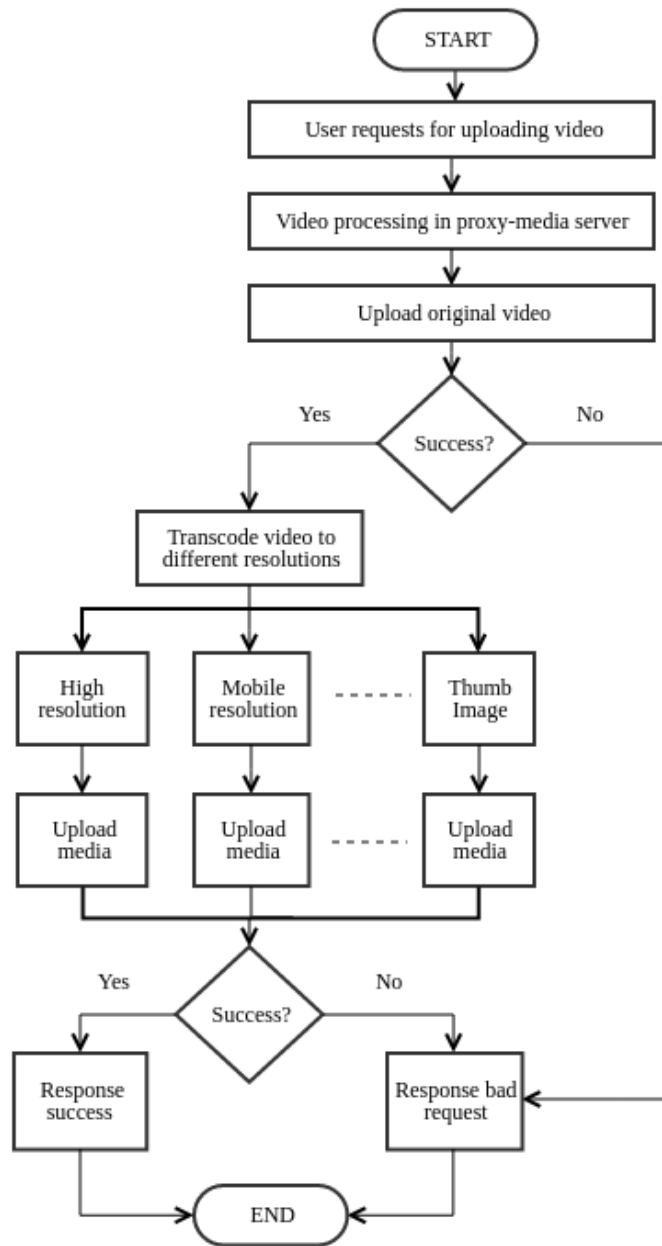 START
User requests for uploading video
Video processing in proxy-media server
Upload original video
Yes
No
Success?
Transcode video to
different resolutions
High
resolution
Mobile
resolution
Thumb
Image
Upload
media
Upload
media
Upload
media
Yes
No
Success?
Response
success
Response bad
request
END